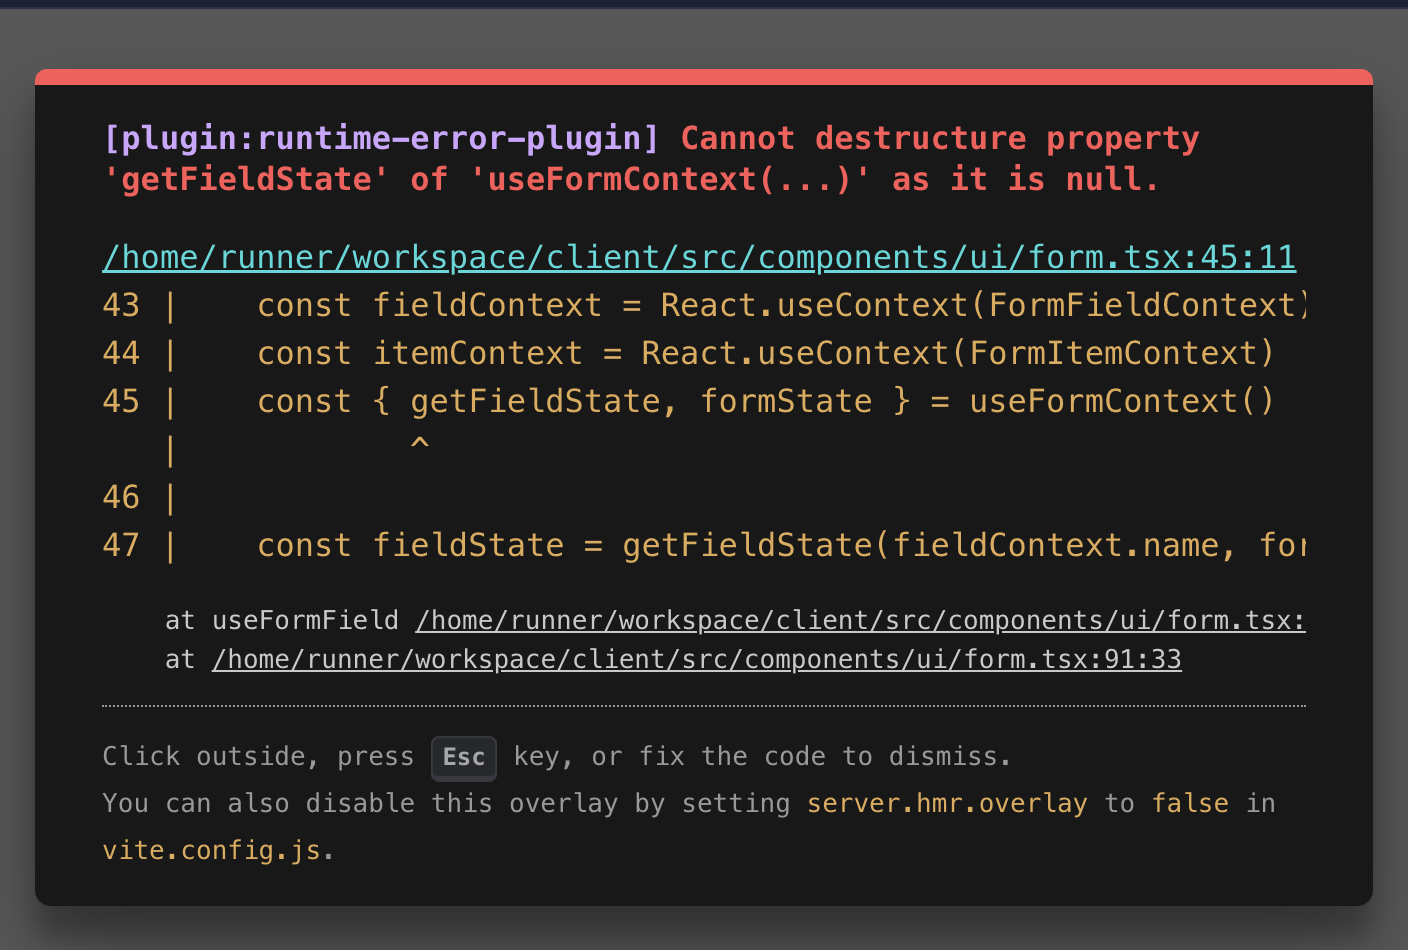 [plugin:runtime-error-plugin] Cannot destructure property
'getFieldState' of 'useFormContext(...)' as it is null.
/home/runner/workspace/client/src/components/ui/form.tsx:45:11
43 |    const fieldContext = React.useContext(FormFieldContext)
44 |    const itemContext = React.useContext(FormItemContext)
45 |    const { getFieldState, formState } = useFormContext()
   |            ^
46 |
47 |    const fieldState = getFieldState(fieldContext.name, for
    at useFormField /home/runner/workspace/client/src/components/ui/form.tsx:
    at /home/runner/workspace/client/src/components/ui/form.tsx:91:33
Click outside, press Esc key, or fix the code to dismiss.
You can also disable this overlay by setting server.hmr.overlay to false in
vite.config.js.